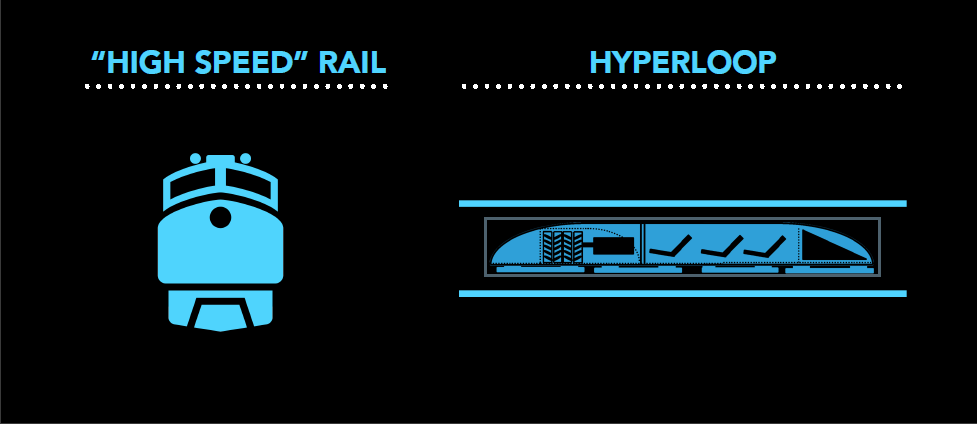 “HIGH SPEED” RAIL
HYPERLOOP